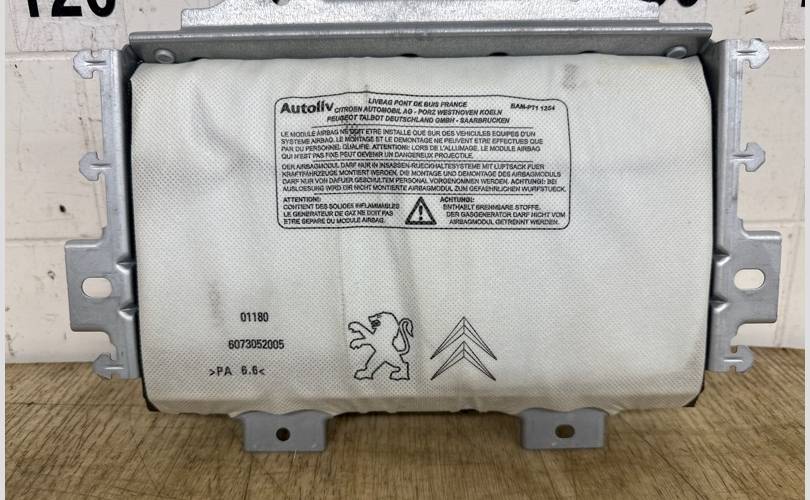 126
Autoliv LIVBAG PONT DE BUIS FRANCE BAM-PT1 1254
CITROEN AUTOMOBIL AG - PORZ WESTHOVEN KOELN
PEUGEOT TALBOT DEUTSCHLAND GMBH - SAARBRUCKEN
LE MODULE AIRBAG NE DOIT ETRE INSTALLE QUE SUR DES VEHICULES EQUIPES D'UN
SYSTEME AIRBAG. LE MONTAGE ET LE DEMONTAGE NE PEUVENT ETRE EFFECTUES QUE
PAR DU PERSONNEL QUALIFIE. ATTENTION: LORS DE L'ALLUMAGE, LE MODULE AIRBAG
QUI N'EST PAS FIXE PEUT DEVENIR UN DANGEREUX PROJECTILE.
DER AIRBAGMODUL DARF NUR IN INSASSEN-RUECKHALTESYSTEME MIT LUFTSACK FUER
KRAFTFAHRZEUGE MONTIERT WERDEN, DIE MONTAGE UND DEMONTAGE DES AIRBAGMODULS
DARF NUR VON DAFUER GESCHULTEM PERSONAL VORGENOMMEN WERDEN. ACHTUNG: BEI
AUSLOESUNG WIRD DIR NICHT MONTIERTE AIRBAGMODUL ZUM GEFAEHRLICHEN WURFSTUECK.
ATTENTION:
CONTIENT DES SOLIDES INFLAMMABLES
LE GENERATEUR DE GAZ NE DOIT PAS
ETRE SEPARE DU MODULE AIRBAG.
ACHTUNG:
ENTHAELT BRENNBARE STOFFE.
DER GASGENERATOR DARF NICHT VOM
AIRBAGMODUL GETRENNT WERDEN.
01180
6073052005
>PA 6.6<